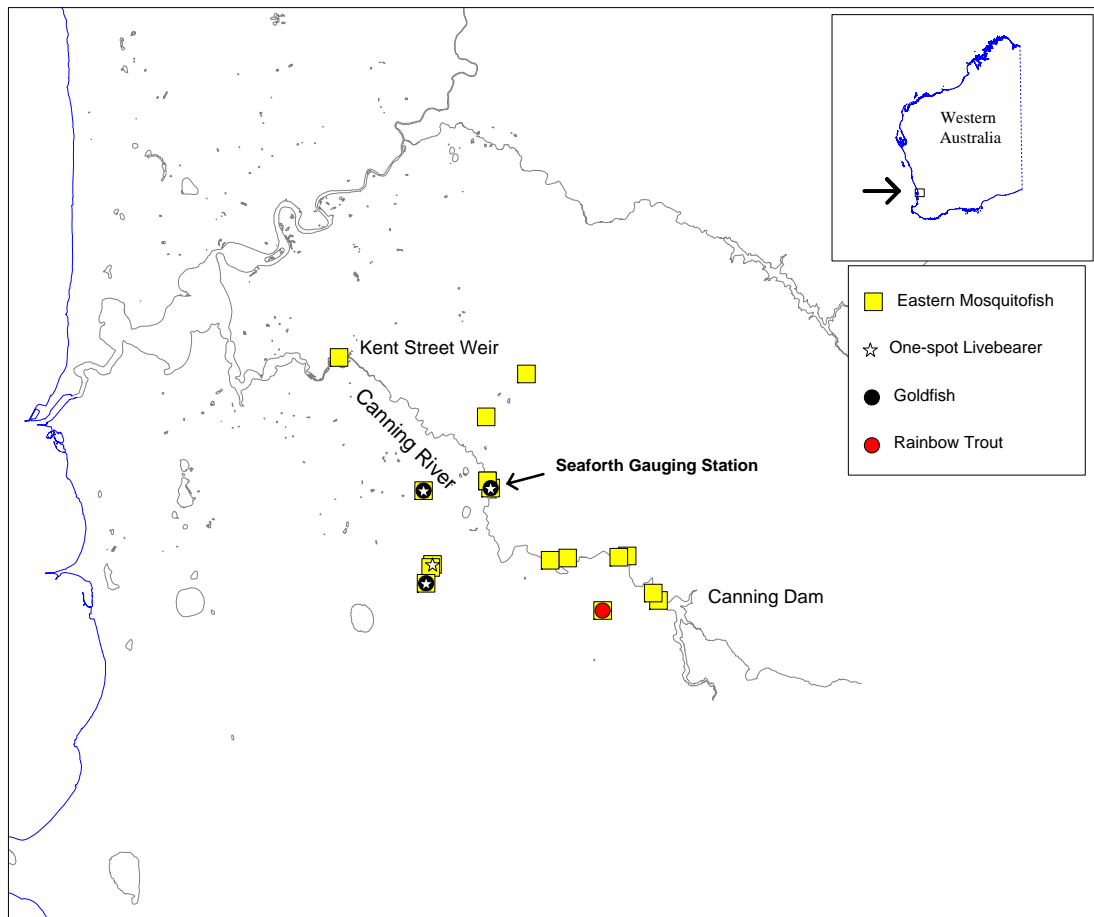 Western
Australia
Eastern Mosquitofish
One-spot Livebearer
Goldfish
Rainbow Trout
Kent Street Weir
Canning River
Seaforth Gauging Station
Canning Dam